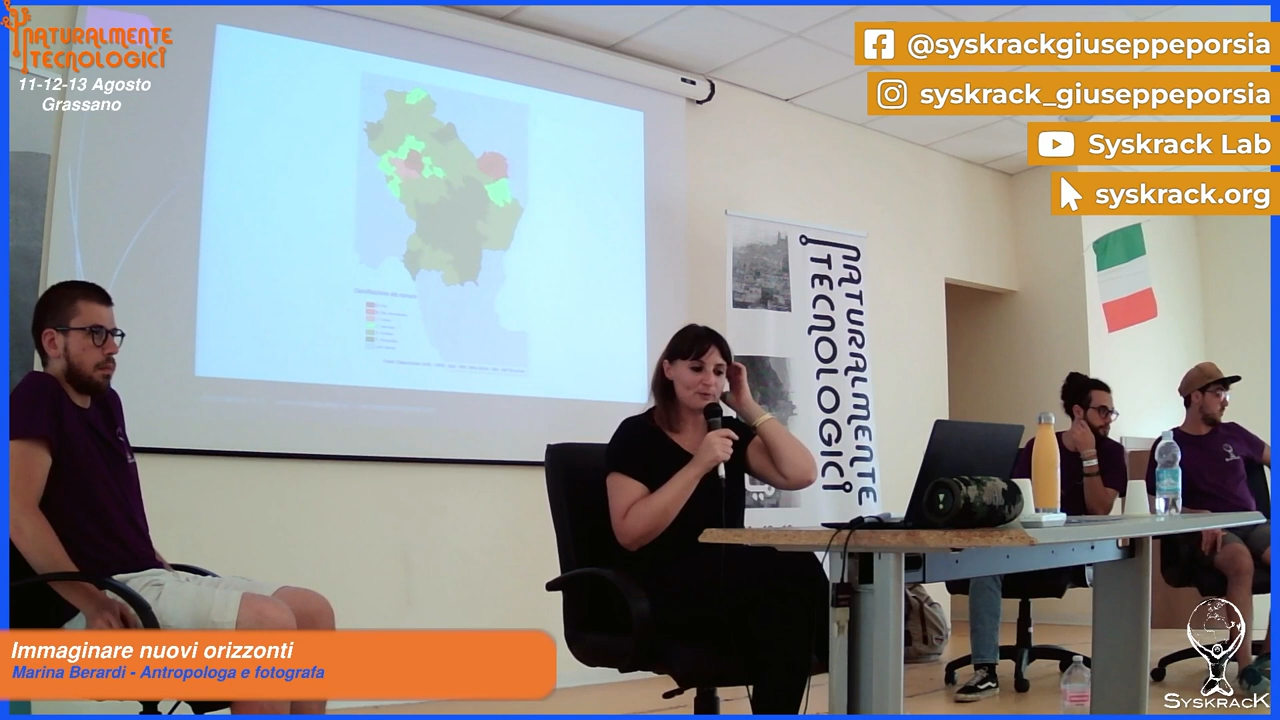 NATURALMENTE
TECNOLOGICI
11-12-13 Agosto
Grassano
@syskrackgiuseppeporsia
syskrack_giuseppeporsia
Syskrack Lab
syskrack.org
NATURALMENTE
TECNOLOGICI
Immaginare nuovi orizzonti
Marina Berardi - Antropologa e fotografa
SYSKRACK